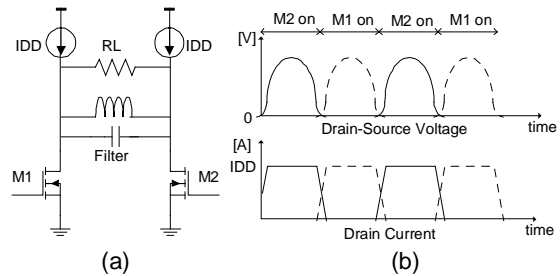 (a)
IDD
RL
IDD
Filter
M1
M2
M2 on
M1 on
M2 on
M1 on
[V]
0
Drain-Source Voltage
time
[A]
IDD
Drain Current
time
(b)